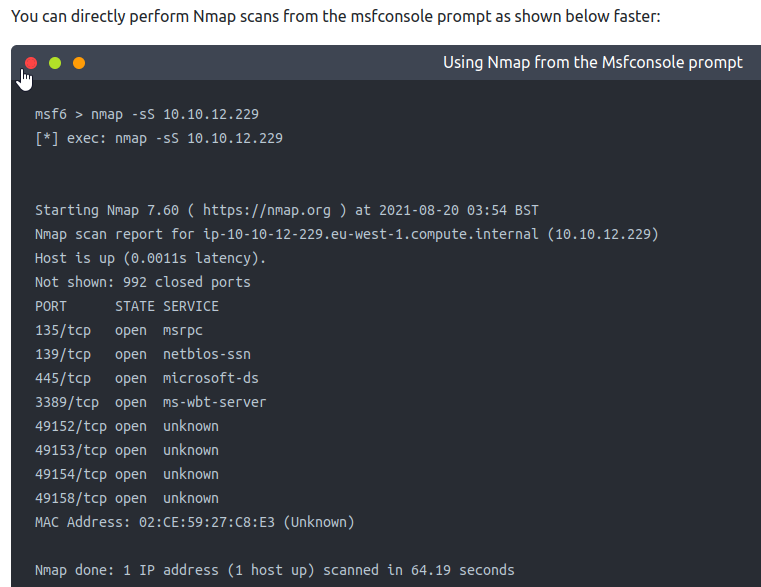 You can directly perform Nmap scans from the msfconsole prompt as shown below faster:
Using Nmap from the Msfconsole prompt
msf6 > nmap -sS 10.10.12.229
[*] exec: nmap -sS 10.10.12.229
Starting Nmap 7.60 ( https://nmap.org ) at 2021-08-20 03:54 BST
Nmap scan report for ip-10-10-12-229.eu-west-1.compute.internal (10.10.12.229)
Host is up (0.0011s latency).
Not shown: 992 closed ports
PORT      STATE SERVICE
135/tcp   open  msrpc
139/tcp   open  netbios-ssn
445/tcp   open  microsoft-ds
3389/tcp  open  ms-wbt-server
49152/tcp open  unknown
49153/tcp open  unknown
49154/tcp open  unknown
49158/tcp open  unknown
MAC Address: 02:CE:59:27:C8:E3 (Unknown)
Nmap done: 1 IP address (1 host up) scanned in 64.19 seconds